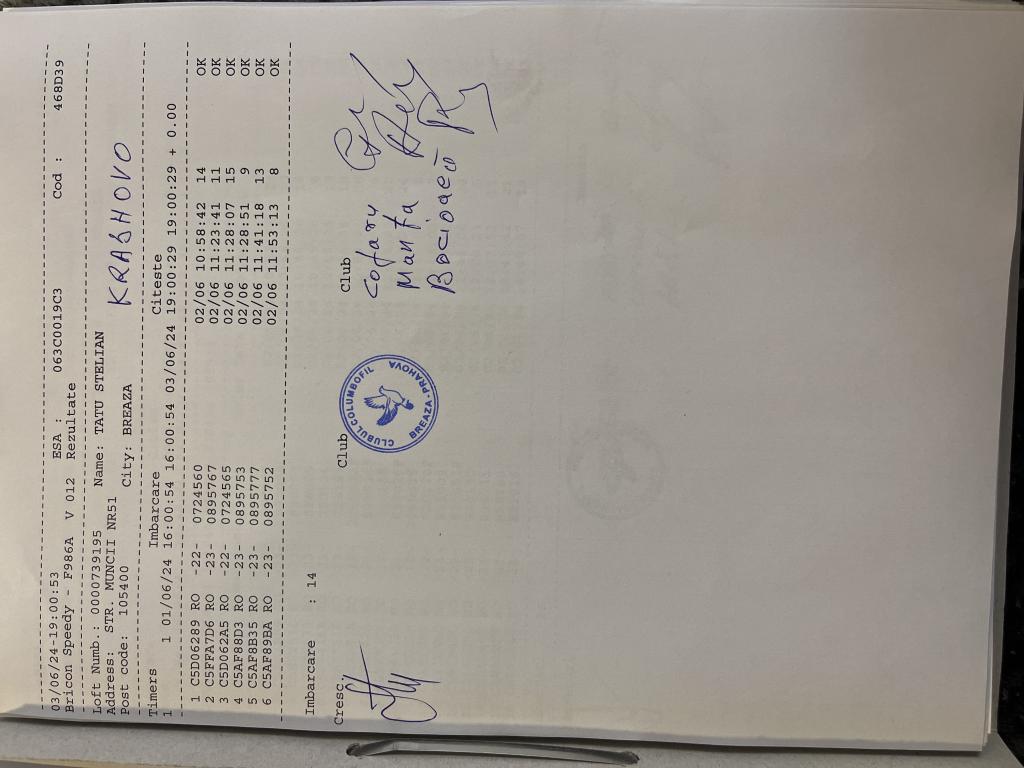 03/06/24-19:00:53 ESA : 063C0019C3 Cod : 468D39
Bricon Speedy - F986A V 012 Rezultate
Loft Numb.: 0000739195 Name: TATU STELIAN
Address: STR. MUNCII NR51
Post code: 105400 City: BREAZA KRASHOVO
Timers Imbarcare Citeste
1 1 01/06/24 16:00:54 16:00:54 03/06/24 19:00:29 19:00:29 + 0.00
1 C5D06289 RO -22- 0724560 02/06 10:58:42 14 OK
2 C5FFA7D6 RO -23- 0895767 02/06 11:23:41 11 OK
3 C5D062A5 RO -22- 0724565 02/06 11:28:07 15 OK
4 C5AF88D3 RO -23- 0895753 02/06 11:28:51 9 OK
5 C5AF8B35 RO -23- 0895777 02/06 11:41:18 13 OK
6 C5AF89BA RO -23- 0895752 02/06 11:53:13 8 OK
Imbarcare : 14
Cresc. Club Club
CLUBUL COLUMBOFIL VAOVA
BREAZA-PRAHOVA
Cofaru
Manta